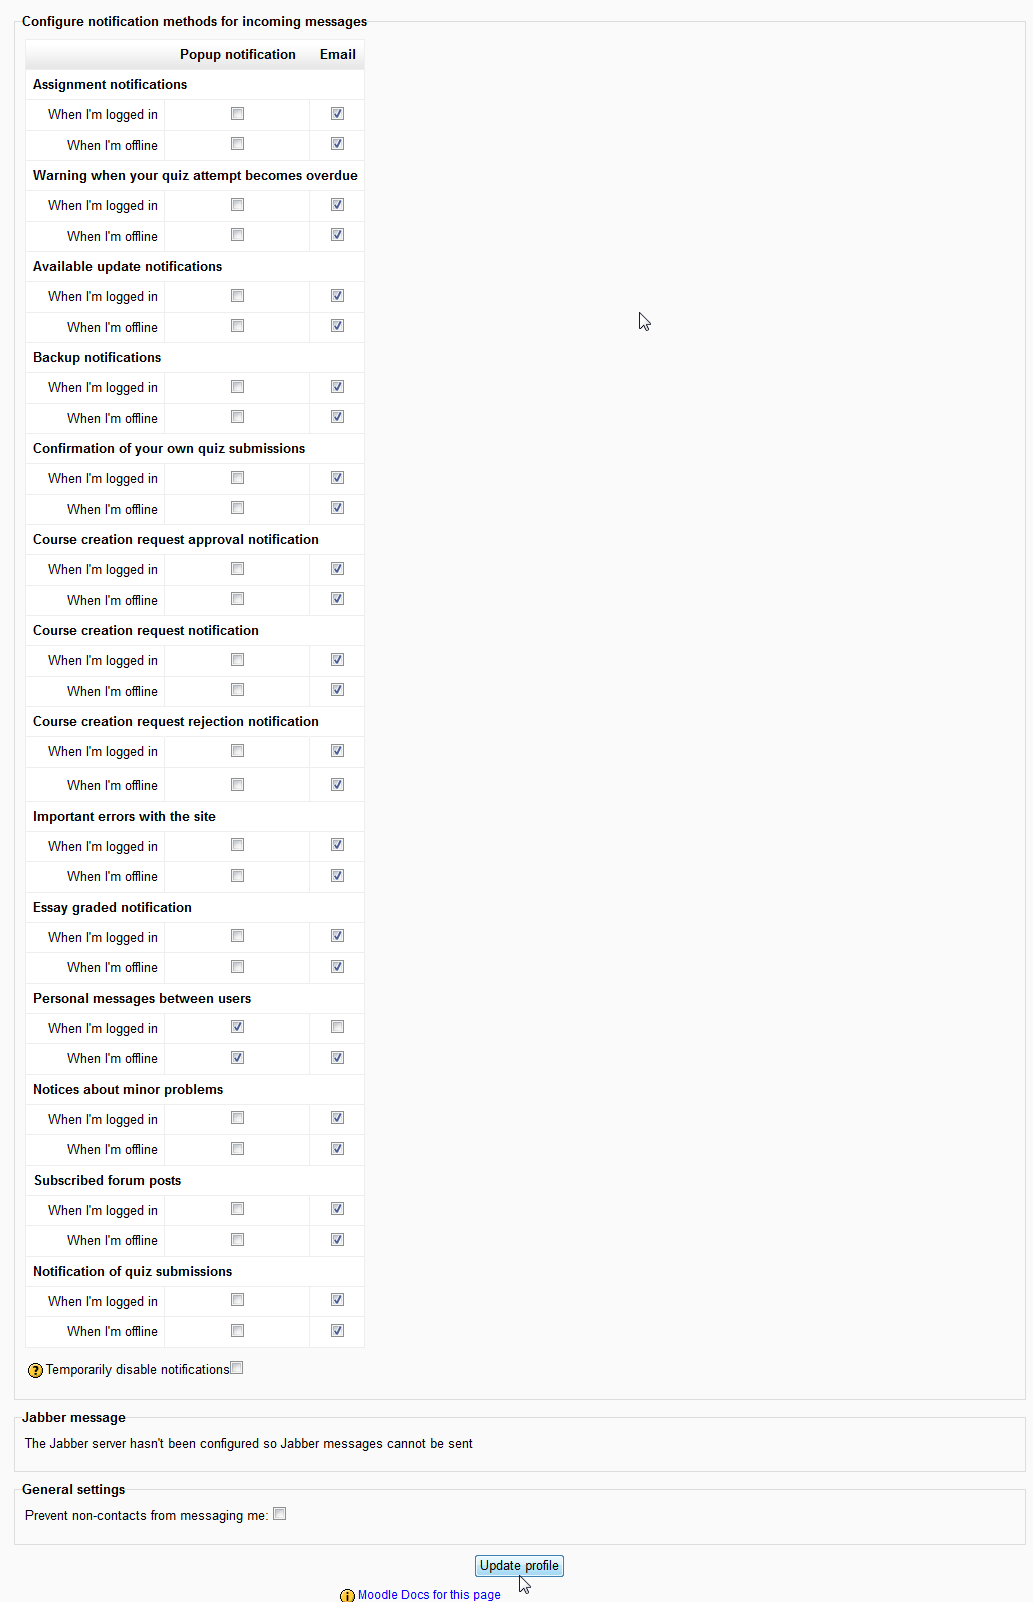 Configure notification methods for incoming messages
Popup notification Email
Assignment notifications
When I'm logged in
When I'm offline
Warning when your quiz attempt becomes overdue
When I'm logged in
When I'm offline
Available update notifications
When I'm logged in
When I'm offline
Backup notifications
When I'm logged in
When I'm offline
Confirmation of your own quiz submissions
When I'm logged in
When I'm offline
Course creation request approval notification
When I'm logged in
When I'm offline
Course creation request notification
When I'm logged in
When I'm offline
Course creation request rejection notification
When I'm logged in
When I'm offline
Important errors with the site
When I'm logged in
When I'm offline
Essay graded notification
When I'm logged in
When I'm offline
Personal messages between users
When I'm logged in
When I'm offline
Notices about minor problems
When I'm logged in
When I'm offline
Subscribed forum posts
When I'm logged in
When I'm offline
Notification of quiz submissions
When I'm logged in
When I'm offline
Temporarily disable notifications
Jabber message
The Jabber server hasn't been configured so Jabber messages cannot be sent
General settings
Prevent non-contacts from messaging me:
Update profile
Moodle Docs for this page